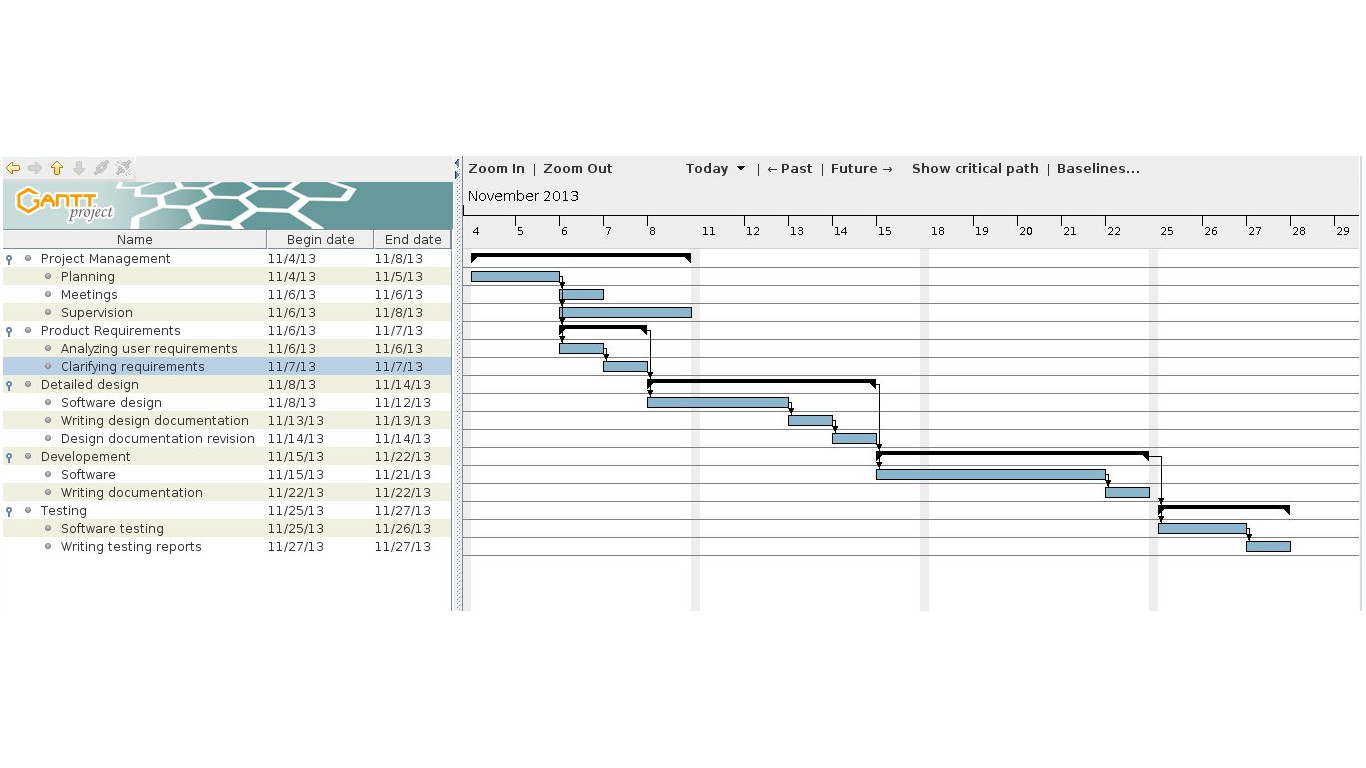 Zoom In | Zoom Out Today | ← Past | Future → Show critical path | Baselines...
GANTT
project
November 2013
4 5 6 7 8 11 12 13 14 15 18 19 20 21 22 25 26 27 28 29
Name Begin date End date
Project Management 11/4/13 11/8/13
Planning 11/4/13 11/5/13
Meetings 11/6/13 11/6/13
Supervision 11/6/13 11/8/13
Product Requirements 11/6/13 11/7/13
Analyzing user requirements 11/6/13 11/6/13
Clarifying requirements 11/7/13 11/7/13
Detailed design 11/8/13 11/14/13
Software design 11/8/13 11/12/13
Writing design documentation 11/13/13 11/13/13
Design documentation revision 11/14/13 11/14/13
Developement 11/15/13 11/22/13
Software 11/15/13 11/21/13
Writing documentation 11/22/13 11/22/13
Testing 11/25/13 11/27/13
Software testing 11/25/13 11/26/13
Writing testing reports 11/27/13 11/27/13